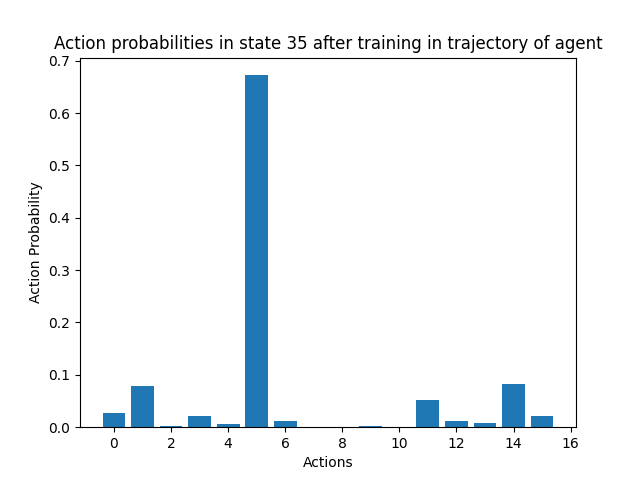 Action probabilities in state 35 after training in trajectory of agent
0.7
0.6
0.5
0.4
0.3
0.2
0.1
0.0
Action Probability
0 2 4 6 8 10 12 14 16
Actions